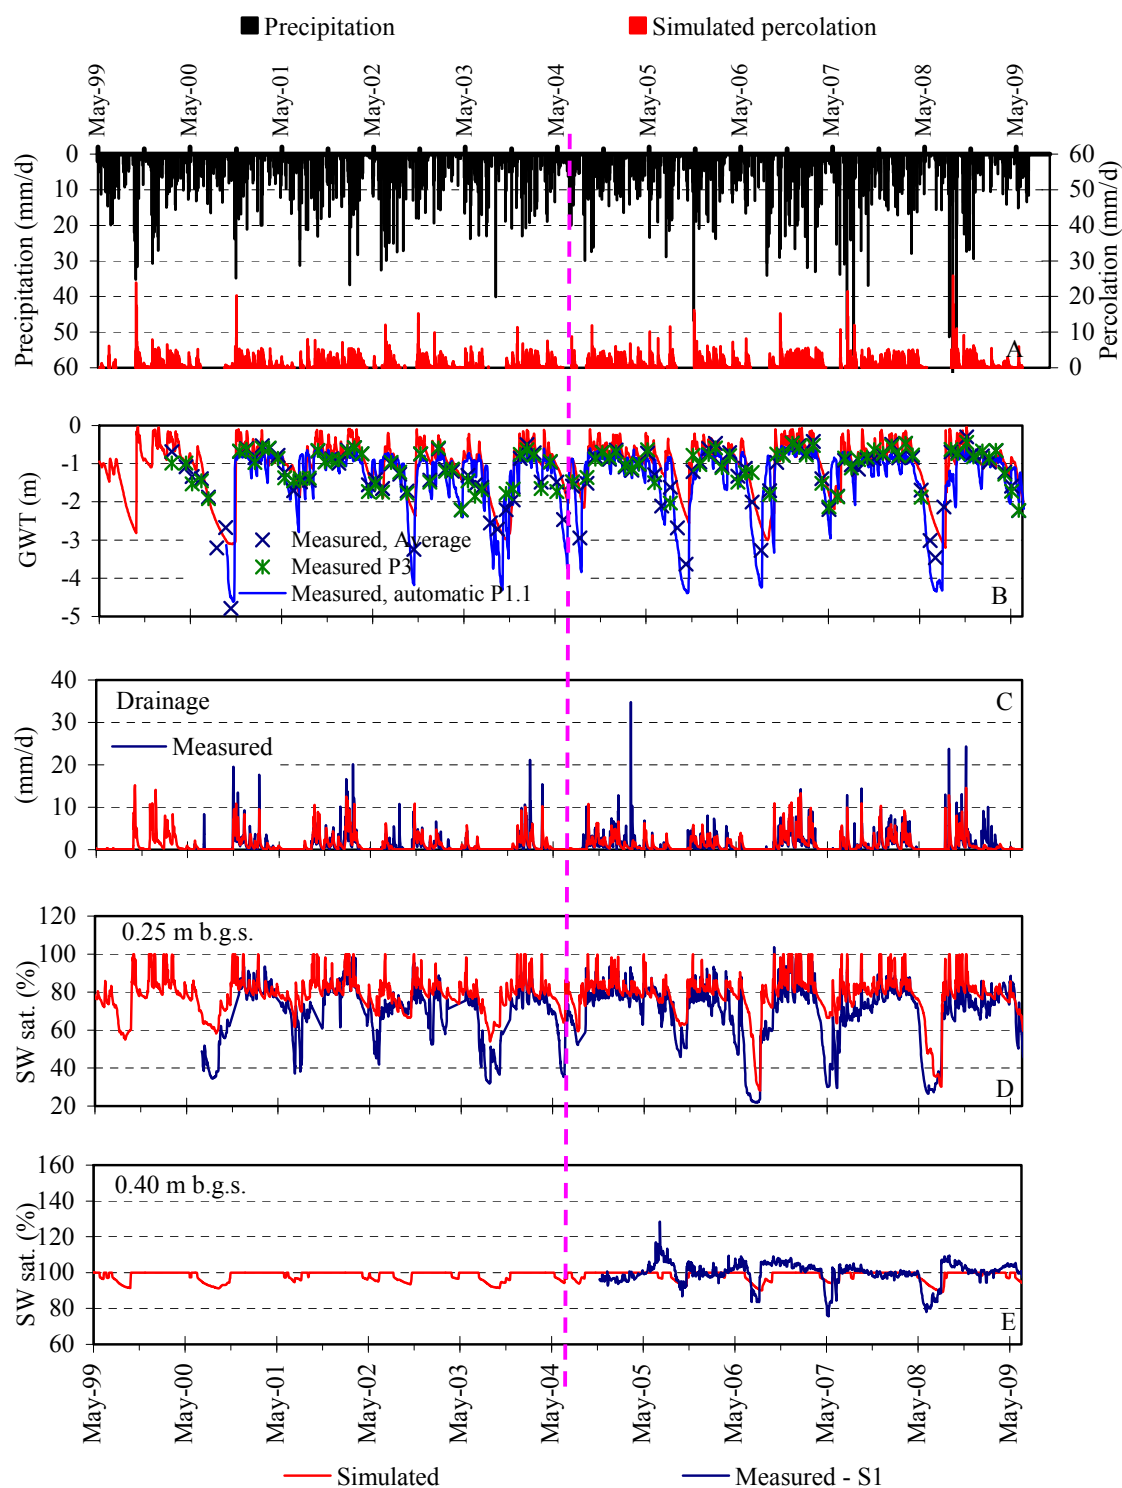 Precipitation Simulated percolation
May-99 May-00 May-01 May-02 May-03 May-04 May-05 May-06 May-07 May-08 May-09
Precipitation (mm/d)
0
10
20
30
40
50
60
60
50
40
30
20
10
0
Percolation (mm/d)
A
GWT (m)
0
-1
-2
-3
-4
-5
Measured, Average
Measured P3
Measured, automatic P1.1
B
(mm/d)
40
30
20
10
0
Drainage
Measured
C
SW sat. (%)
120
100
80
60
40
20
0.25 m b.g.s.
D
SW sat. (%)
160
140
120
100
80
60
0.40 m b.g.s.
E
May-99 May-00 May-01 May-02 May-03 May-04 May-05 May-06 May-07 May-08 May-09
Simulated Measured - S1